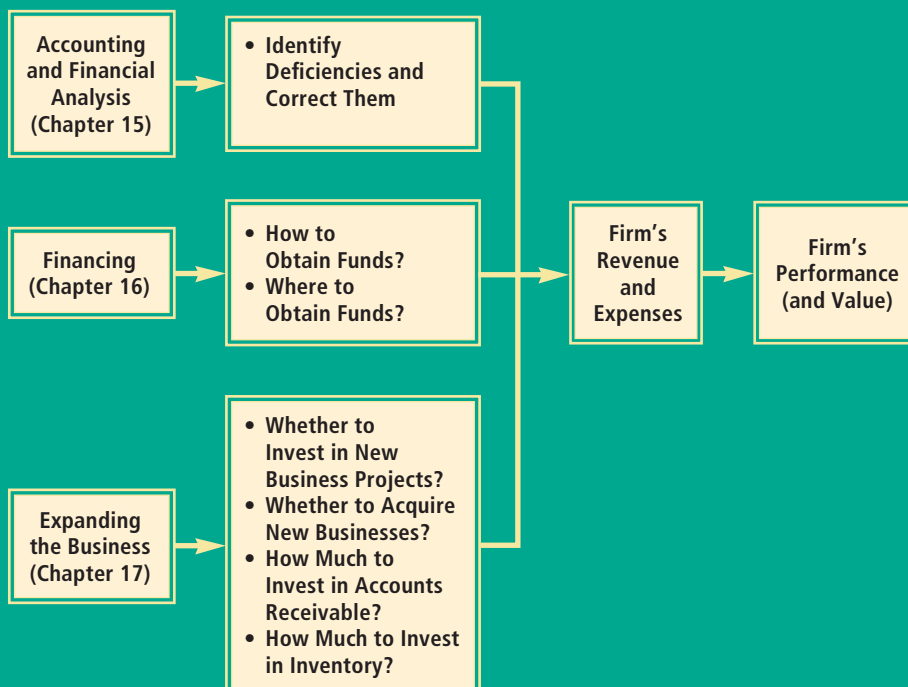 Accounting
and Financial
Analysis
(Chapter 15)
• Identify
Deficiencies and
Correct Them
Financing
(Chapter 16)
• How to
Obtain Funds?
• Where to
Obtain Funds?
Expanding
the Business
(Chapter 17)
• Whether to
Invest in New
Business Projects?
• Whether to Acquire
New Businesses?
• How Much to
Invest in Accounts
Receivable?
• How Much to Invest
in Inventory?
Firm's
Revenue
and
Expenses
Firm's
Performance
(and Value)